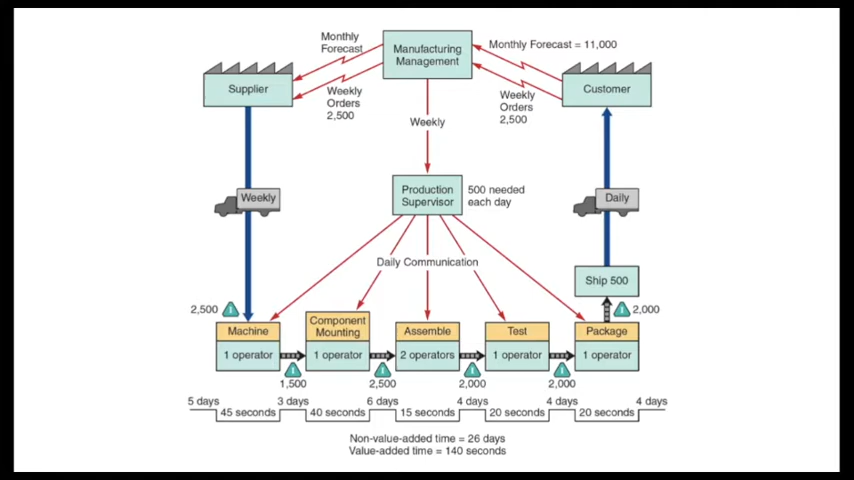 Monthly
Forecast
Manufacturing
Management
Monthly Forecast = 11,000
Supplier
Customer
Weekly
Orders
2,500
Weekly
Orders
2,500
Weekly
Weekly
Production
Supervisor
500 needed
each day
Daily
Daily Communication
Ship 500
2,500
2,000
Machine
Component
Mounting
Assemble
Test
Package
1 operator
1 operator
2 operators
1 operator
1 operator
1,500
2,500
2,000
2,000
5 days
3 days
6 days
4 days
4 days
4 days
45 seconds
40 seconds
15 seconds
20 seconds
20 seconds
Non-value-added time = 26 days
Value-added time = 140 seconds